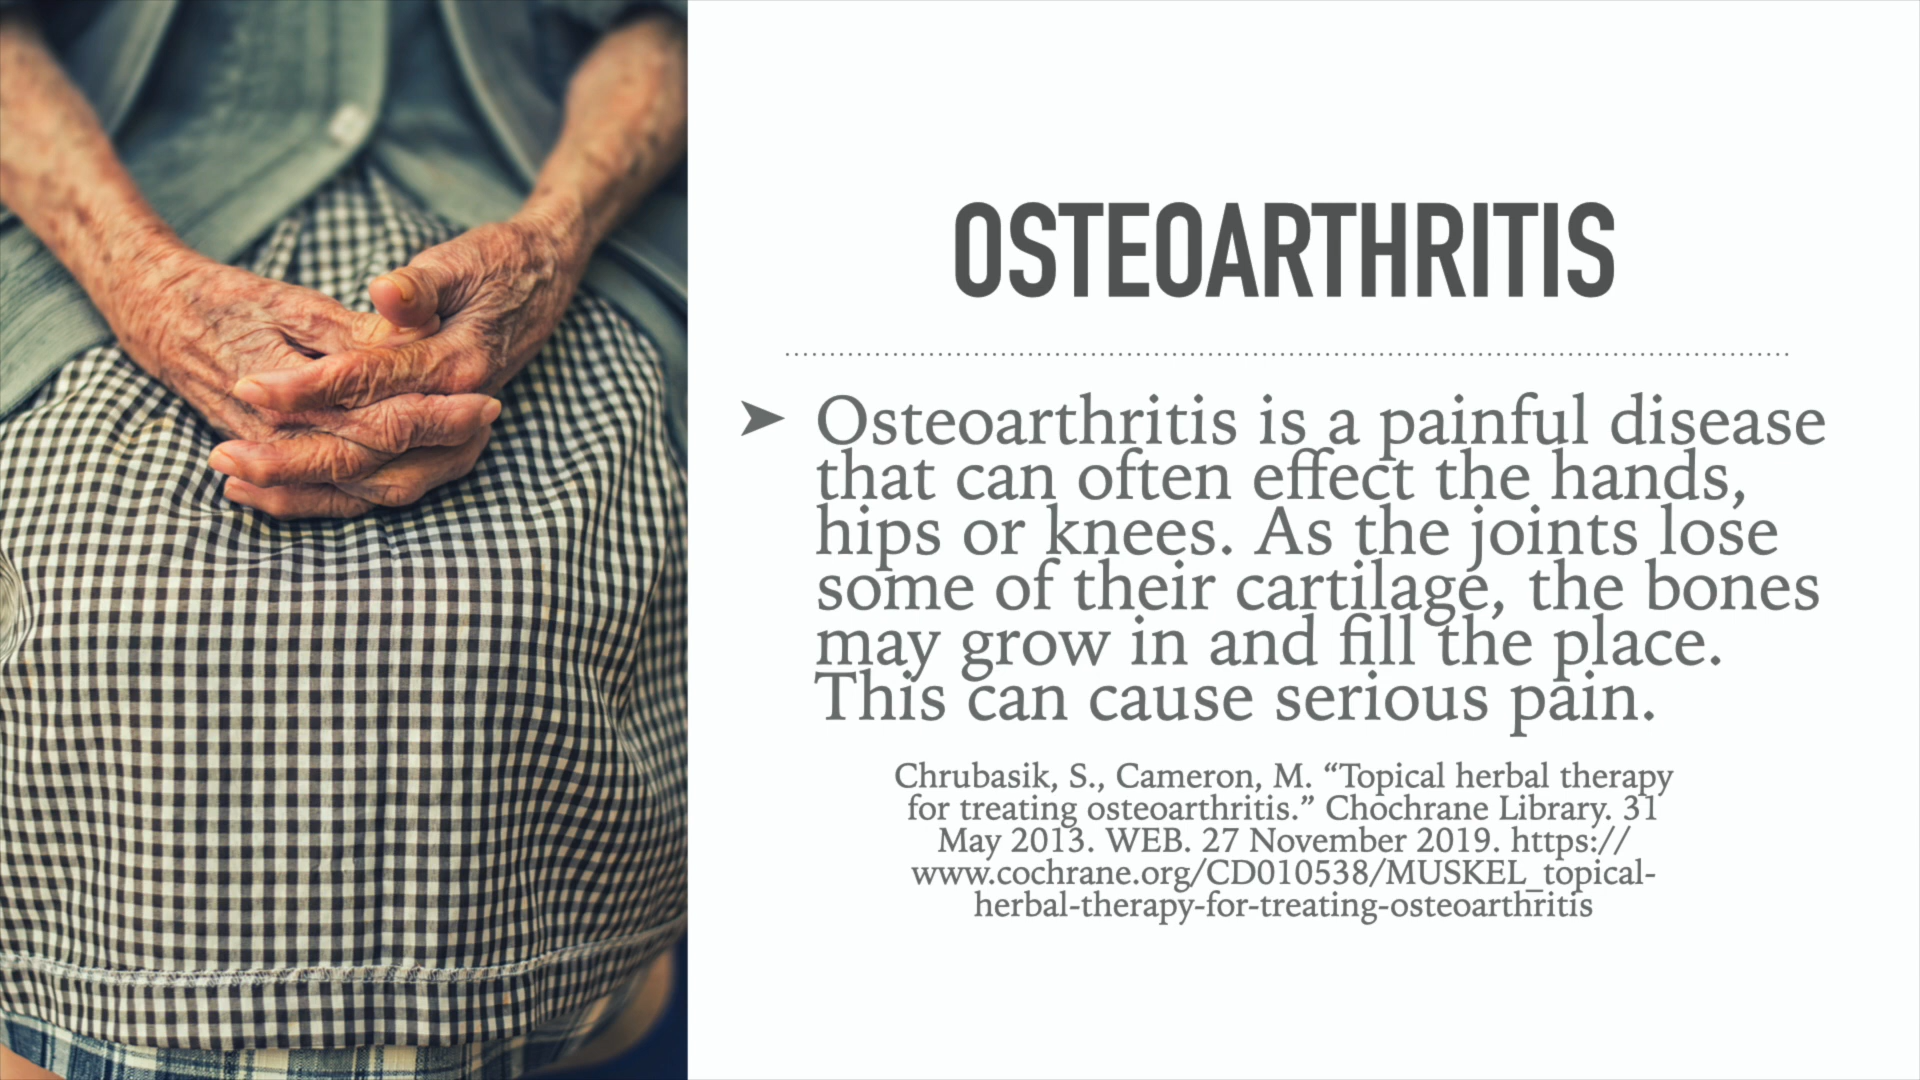 OSTEOARTHRITIS
➤ Osteoarthritis is a painful disease
that can often effect the hands,
hips or knees. As the joints lose
some of their cartilage, the bones
may grow in and fill the place.
This can cause serious pain.
Chrubasik, S., Cameron, M. “Topical herbal therapy
for treating osteoarthritis.” Chochrane Library. 31
May 2013. WEB. 27 November 2019. https://
www.cochrane.org/CD010538/MUSKEL_topical-
herbal-therapy-for-treating-osteoarthritis